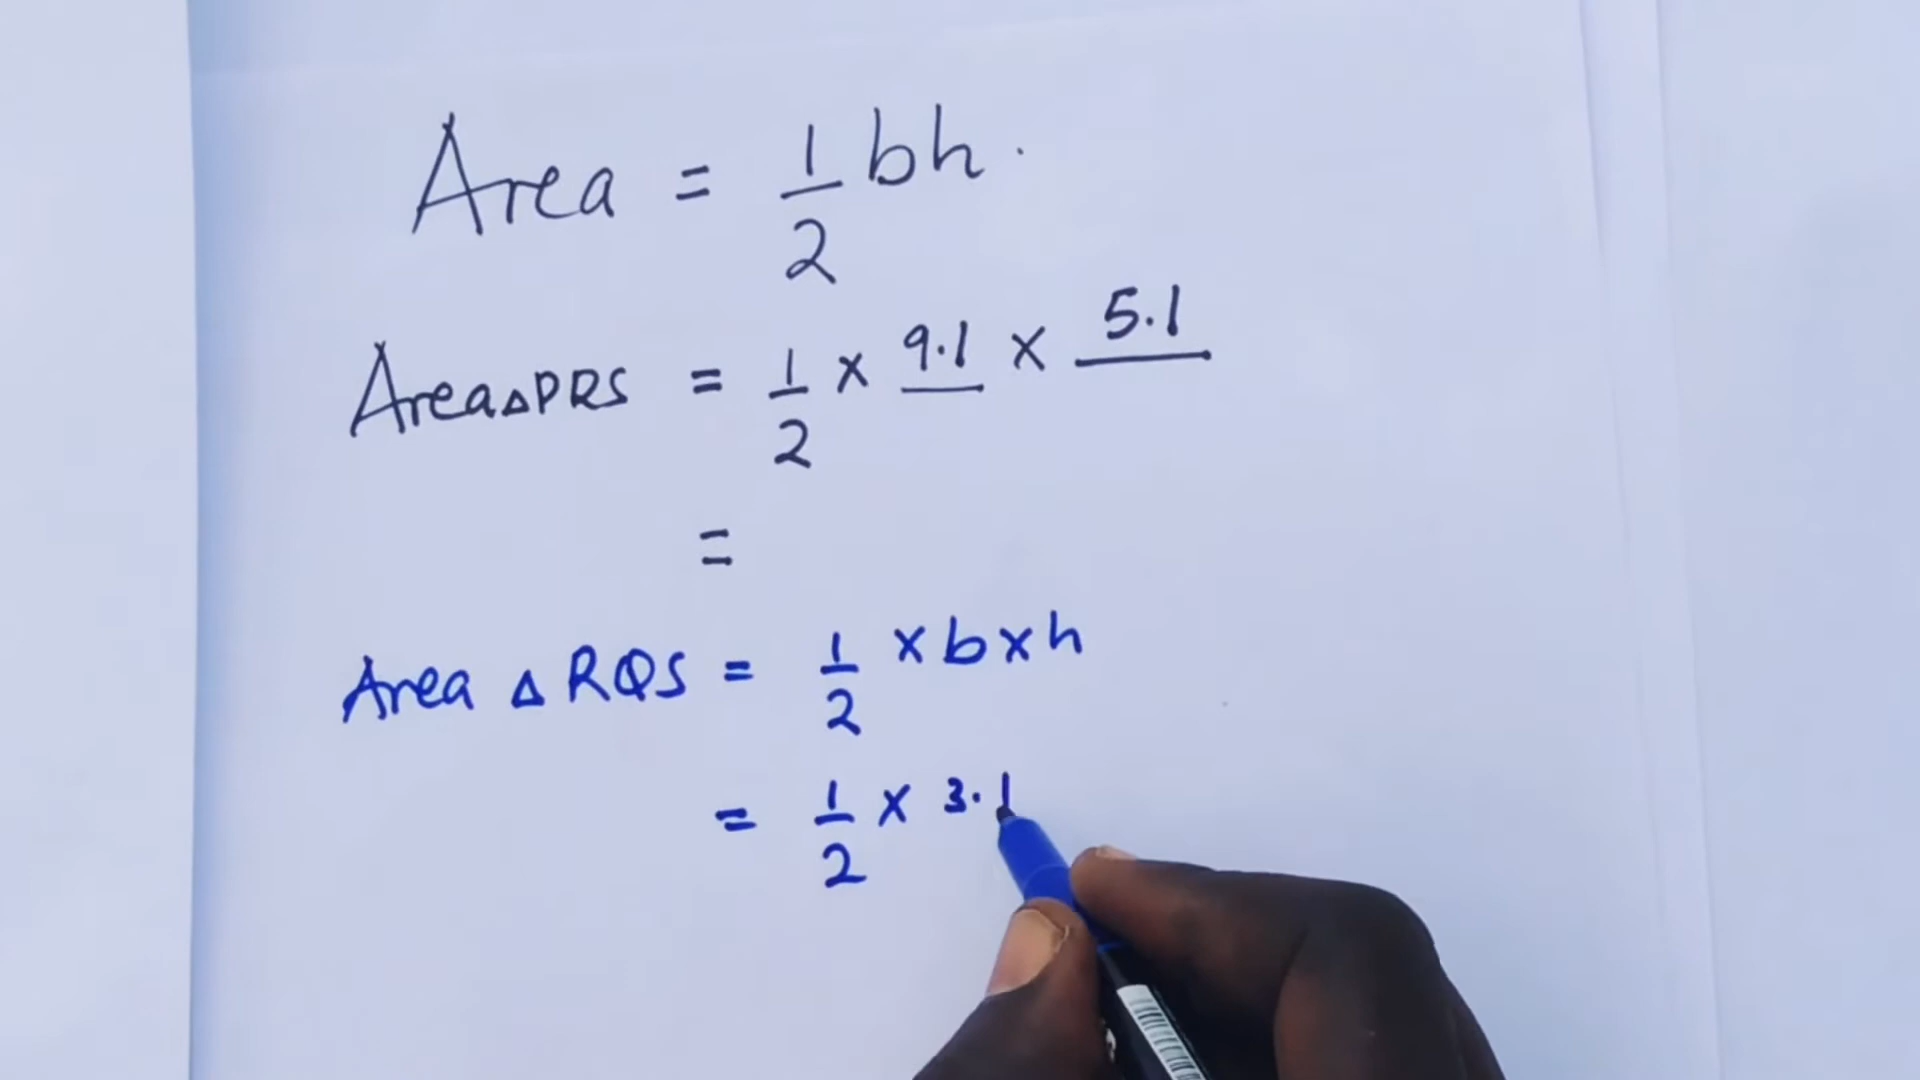 Area = 1/2 bh.
Area△PRS = 1/2 × 9.1 × 5.1
=
Area △ RQS = 1/2 × b × h
= 1/2 × 3.1